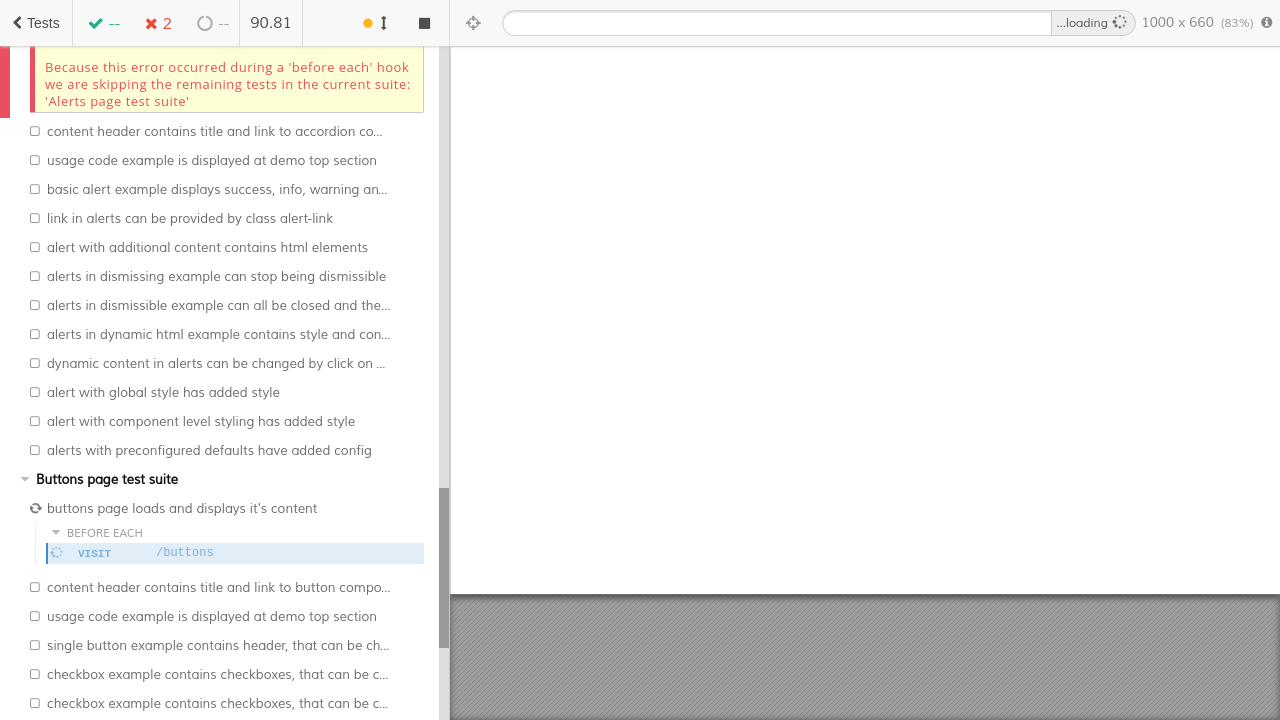 Tests
--
2
--
90.81
...loading
1000 x 660 (83%)
Because this error occurred during a 'before each' hook
we are skipping the remaining tests in the current suite:
'Alerts page test suite'
content header contains title and link to accordion co...
usage code example is displayed at demo top section
basic alert example displays success, info, warning an...
link in alerts can be provided by class alert-link
alert with additional content contains html elements
alerts in dismissing example can stop being dismissible
alerts in dismissible example can all be closed and the...
alerts in dynamic html example contains style and con...
dynamic content in alerts can be changed by click on ...
alert with global style has added style
alert with component level styling has added style
alerts with preconfigured defaults have added config
Buttons page test suite
buttons page loads and displays it's content
BEFORE EACH
VISIT /buttons
content header contains title and link to button compo...
usage code example is displayed at demo top section
single button example contains header, that can be ch...
checkbox example contains checkboxes, that can be c...
checkbox example contains checkboxes, that can be c...